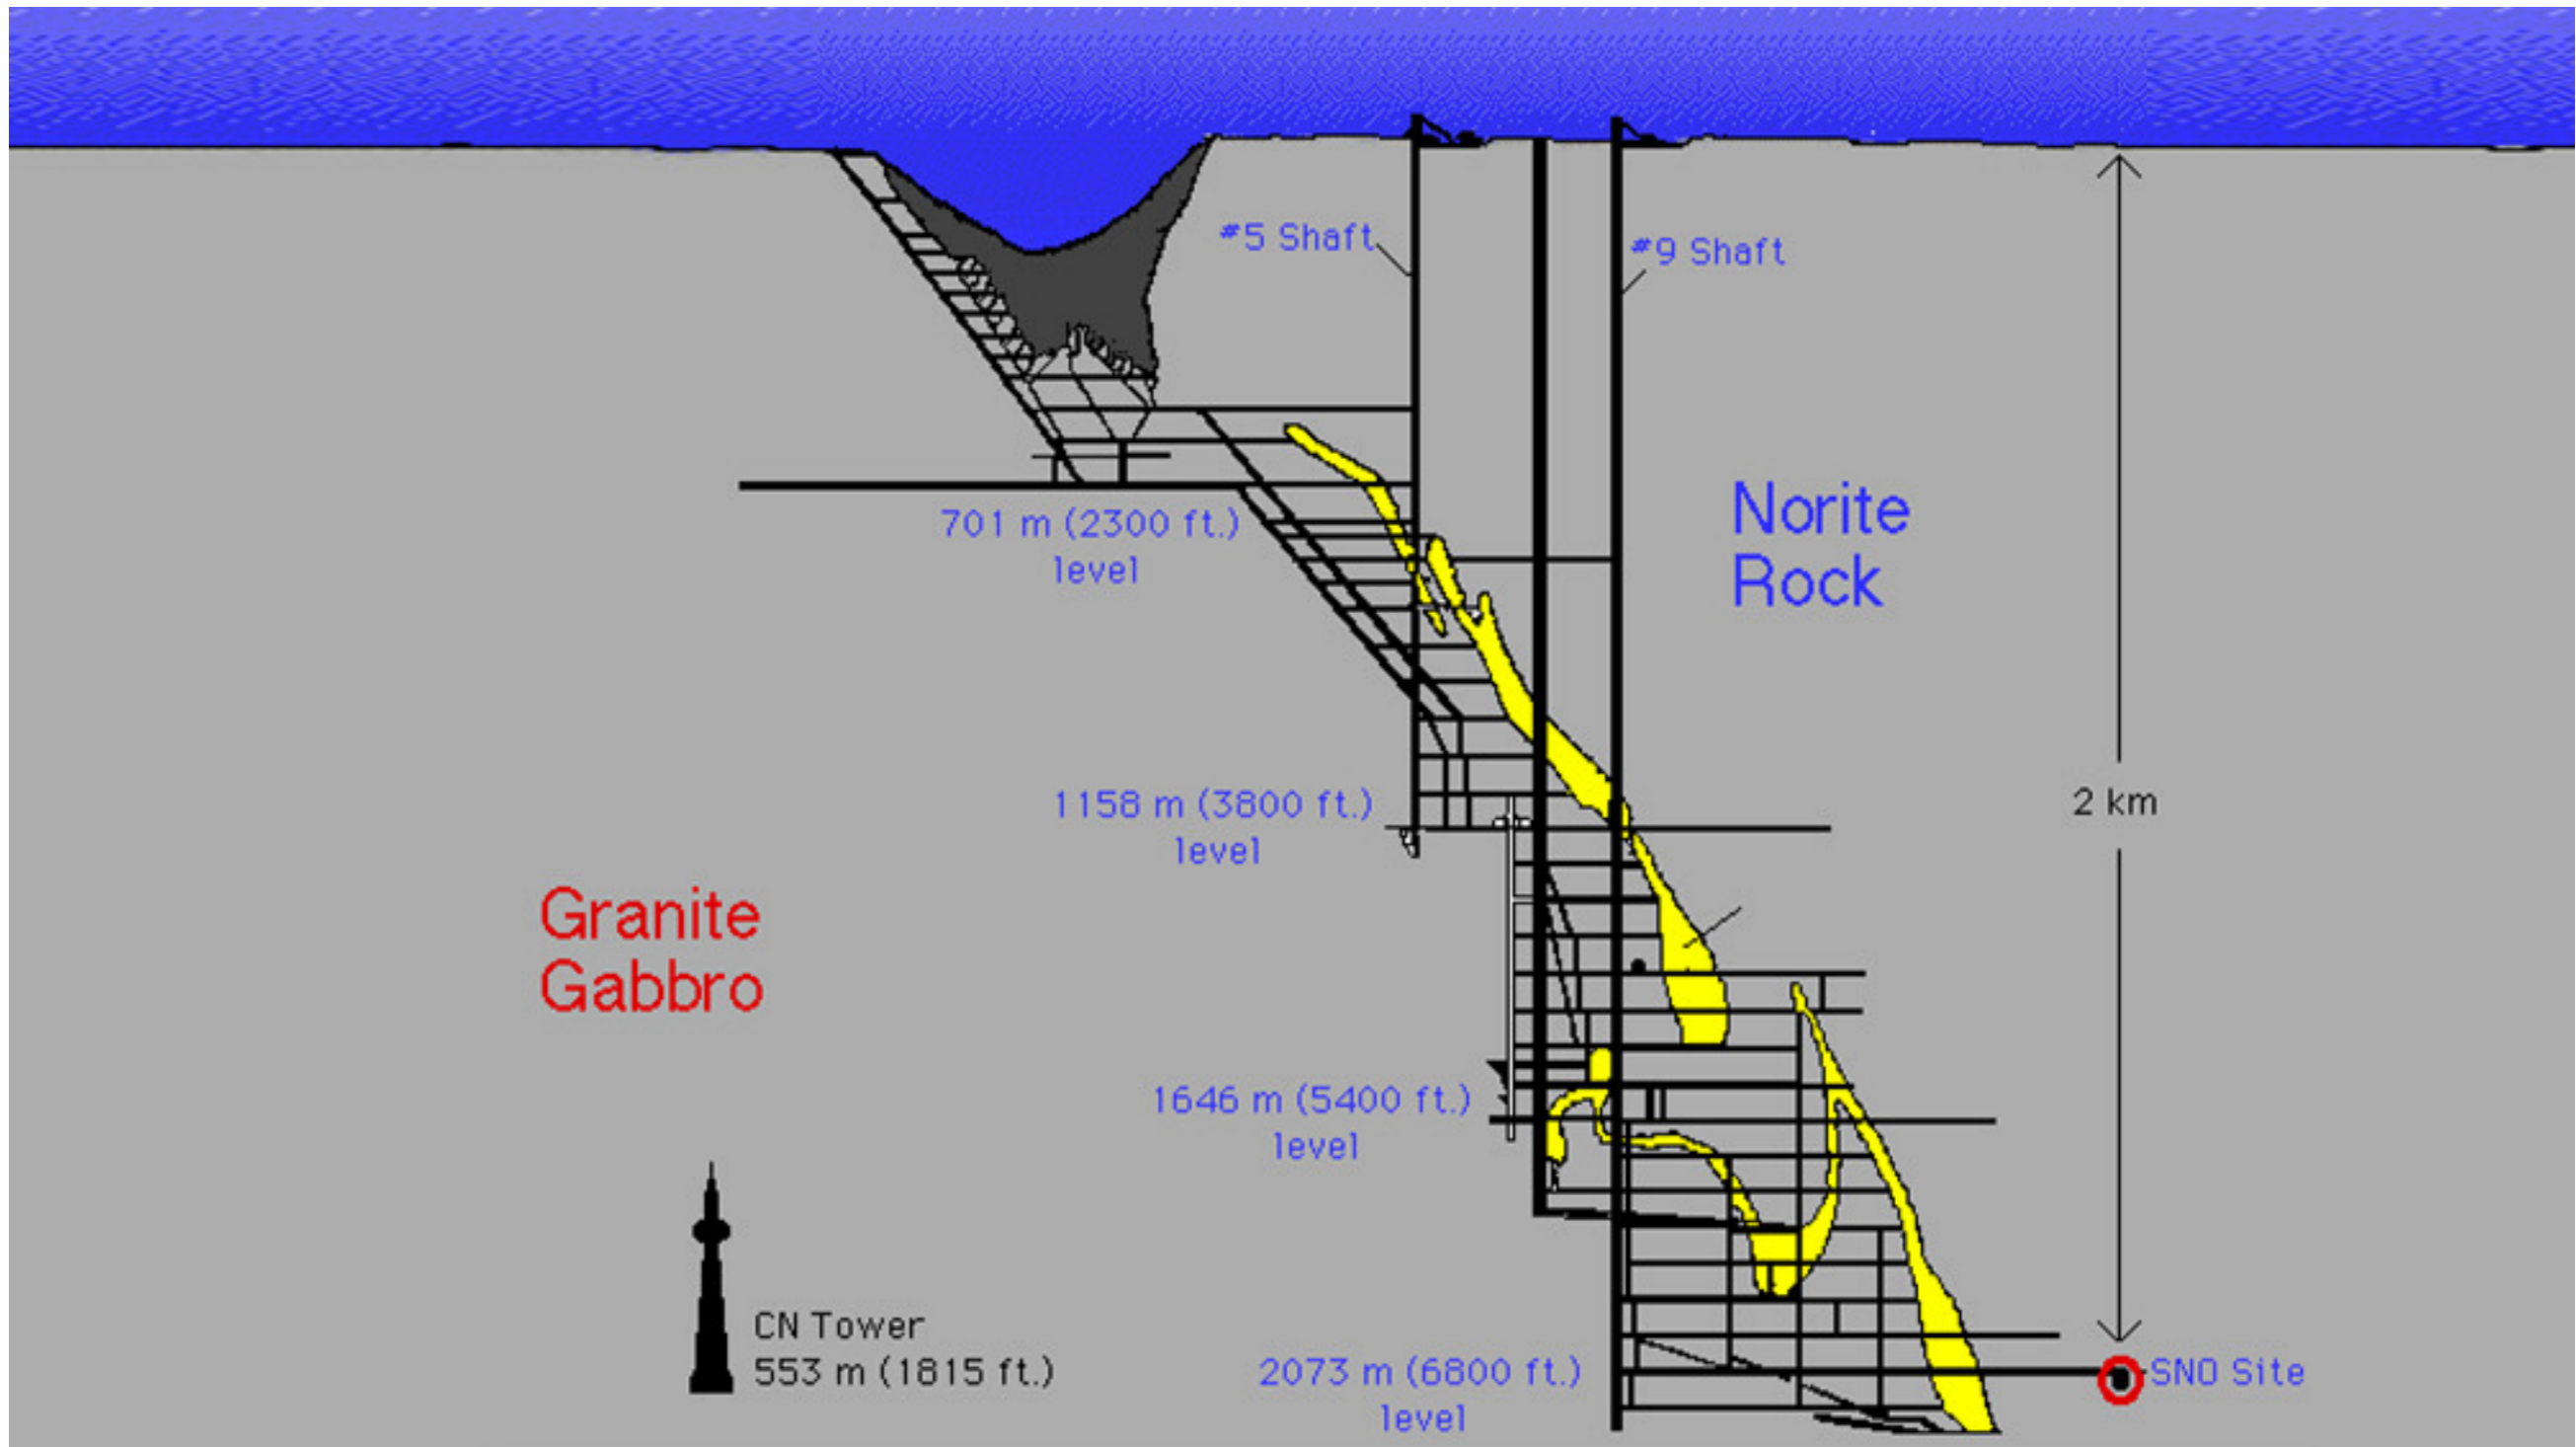 #5 Shaft
#9 Shaft
Norite
Rock
701 m (2300 ft.)
level
1158 m (3800 ft.)
level
2 km
Granite
Gabbro
1646 m (5400 ft.)
level
CN Tower
553 m (1815 ft.)
2073 m (6800 ft.)
level
SNO Site